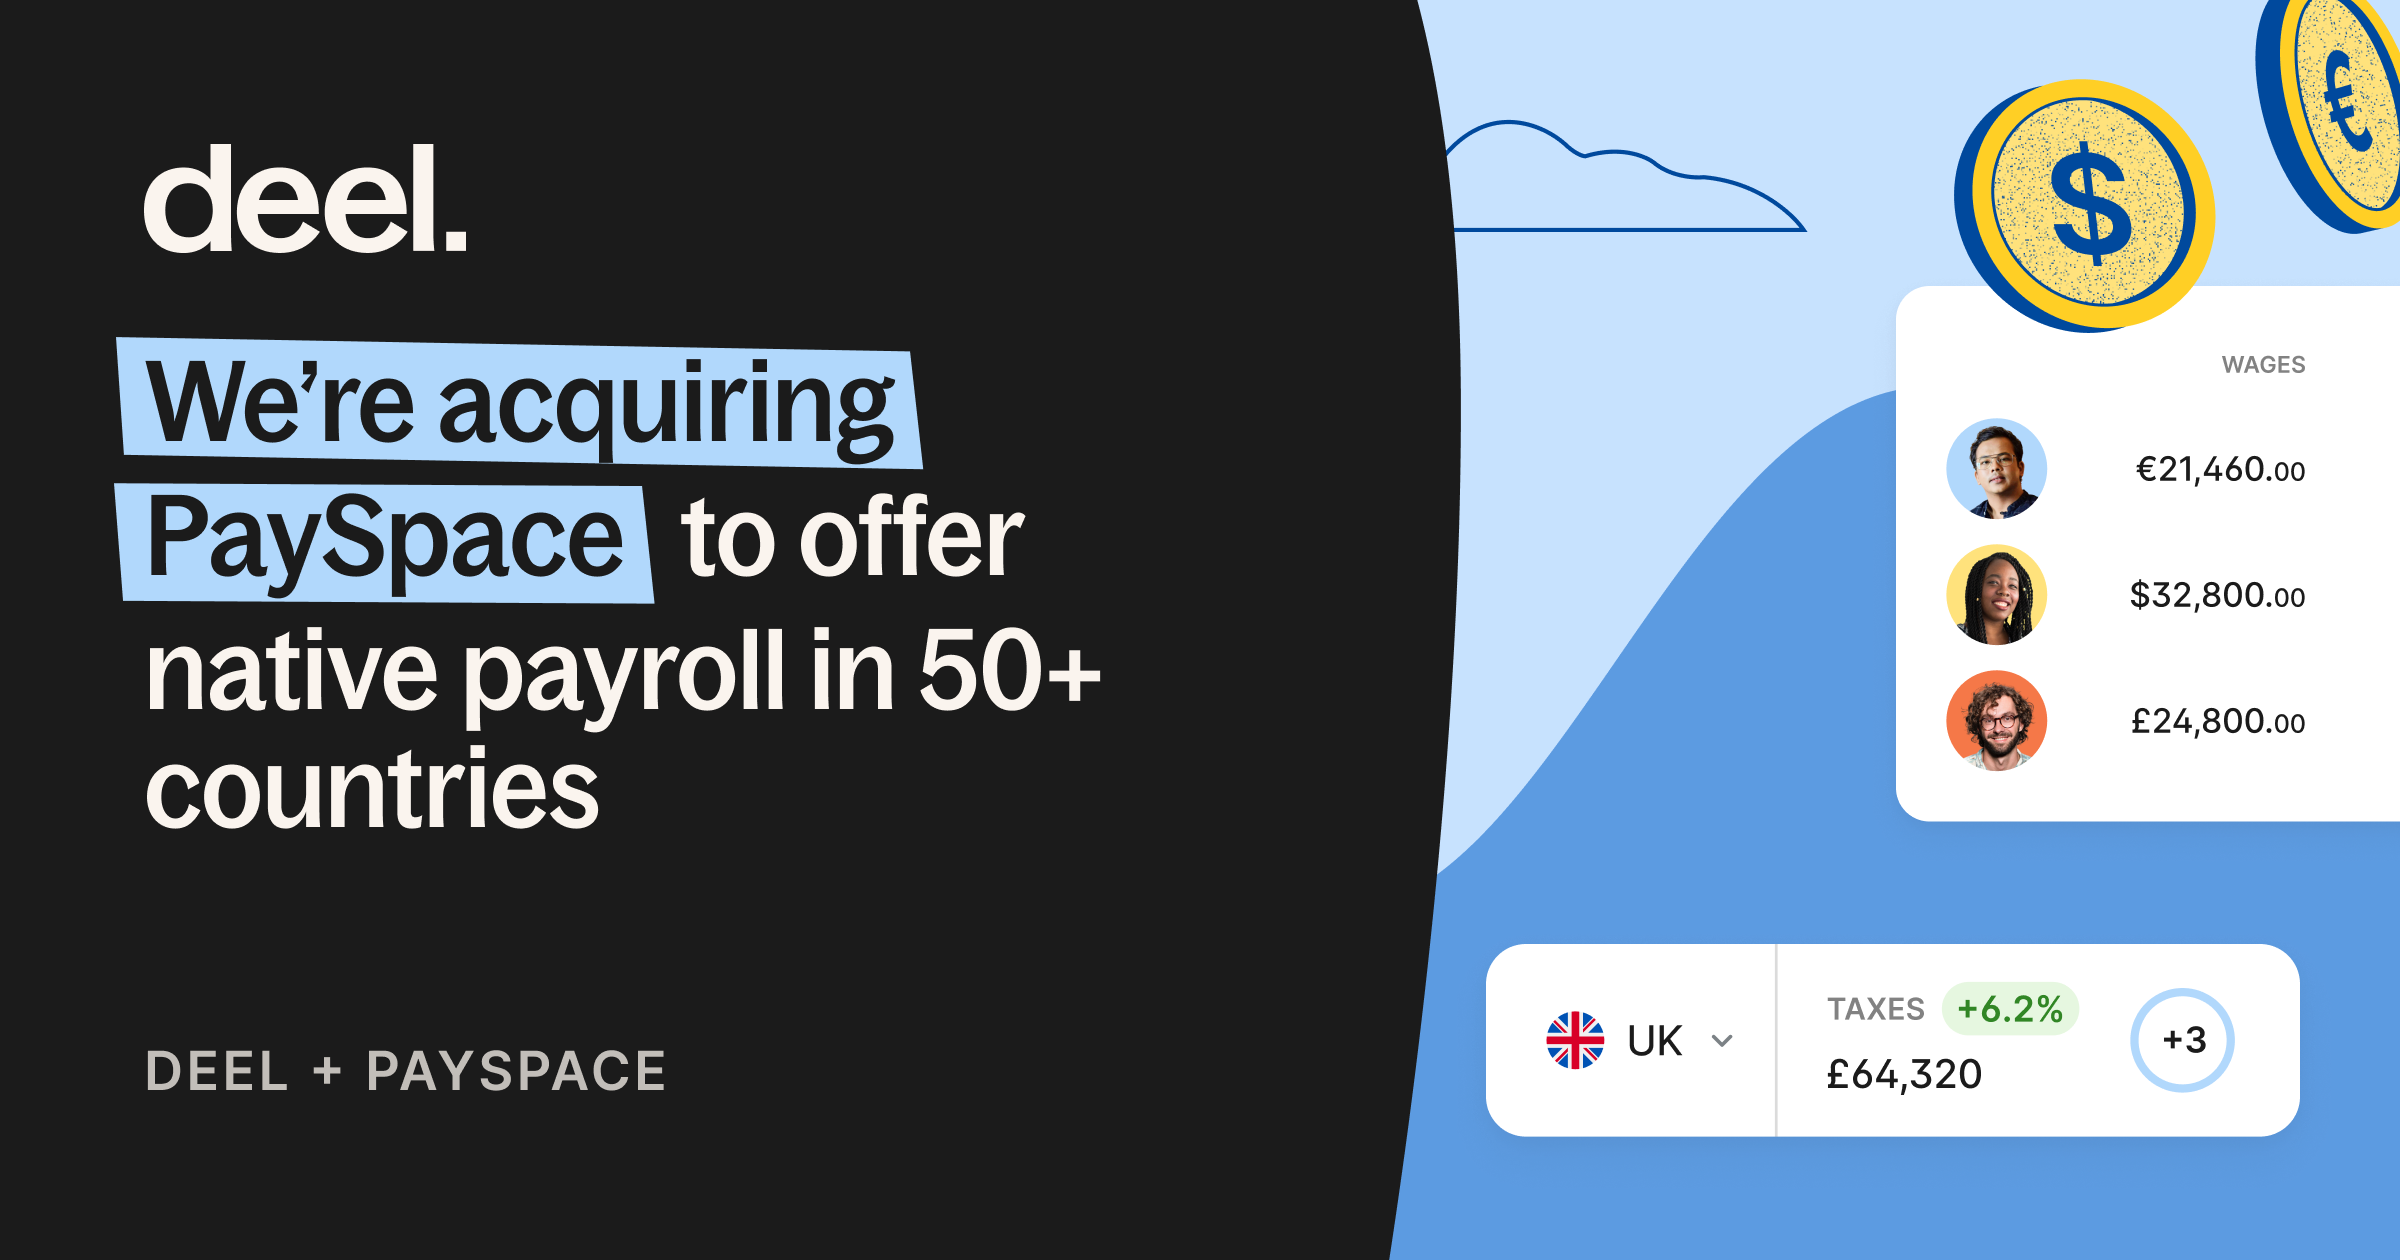 deel.
We’re acquiring
PaySpace to offer
native payroll in 50+
countries
DEEL + PAYSPACE
$
€
WAGES
€21,460.00
$32,800.00
£24,800.00
UK
TAXES +6.2%
£64,320
+3